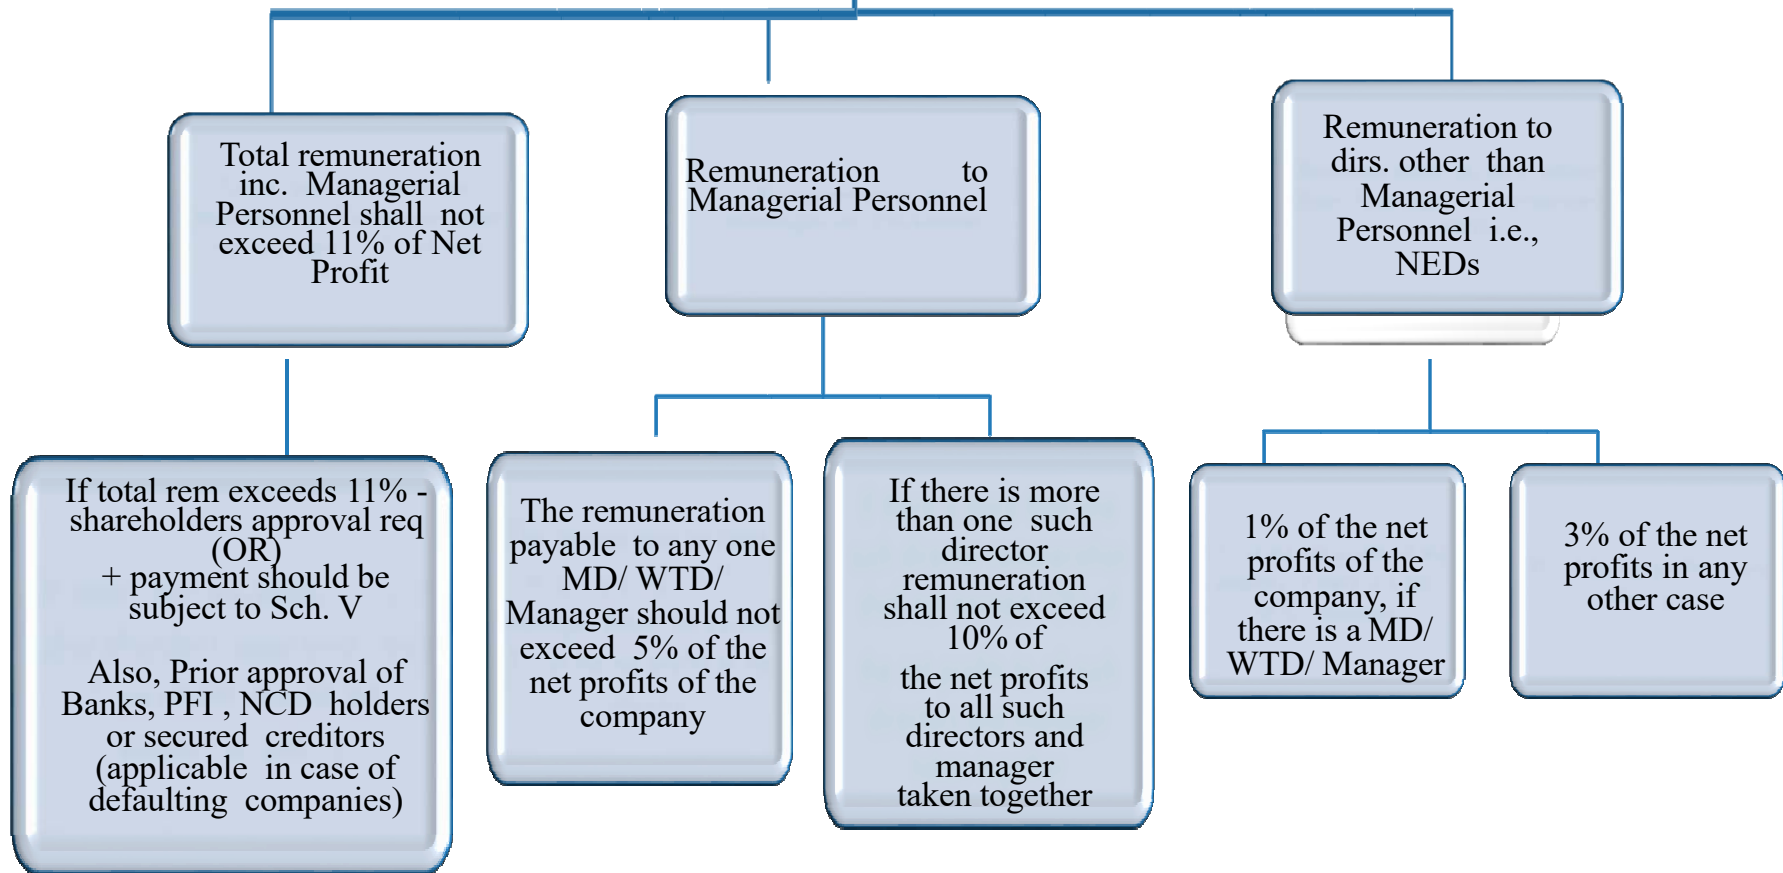 Total remuneration
inc. Managerial
Personnel shall not
exceed 11% of Net
Profit
Remuneration to
Managerial Personnel
Remuneration to
dirs. other than
Managerial
Personnel i.e.,
NEDs
If total rem exceeds 11% -
shareholders approval req
(OR)
+ payment should be
subject to Sch. V
Also, Prior approval of
Banks, PFI , NCD holders
or secured creditors
(applicable in case of
defaulting companies)
The remuneration
payable to any one
MD/ WTD/
Manager should not
exceed 5% of the
net profits of the
company
If there is more
than one such
director
remuneration
shall not exceed
10% of
the net profits
to all such
directors and
manager
taken together
1% of the net
profits of the
company, if
there is a MD/
WTD/ Manager
3% of the net
profits in any
other case